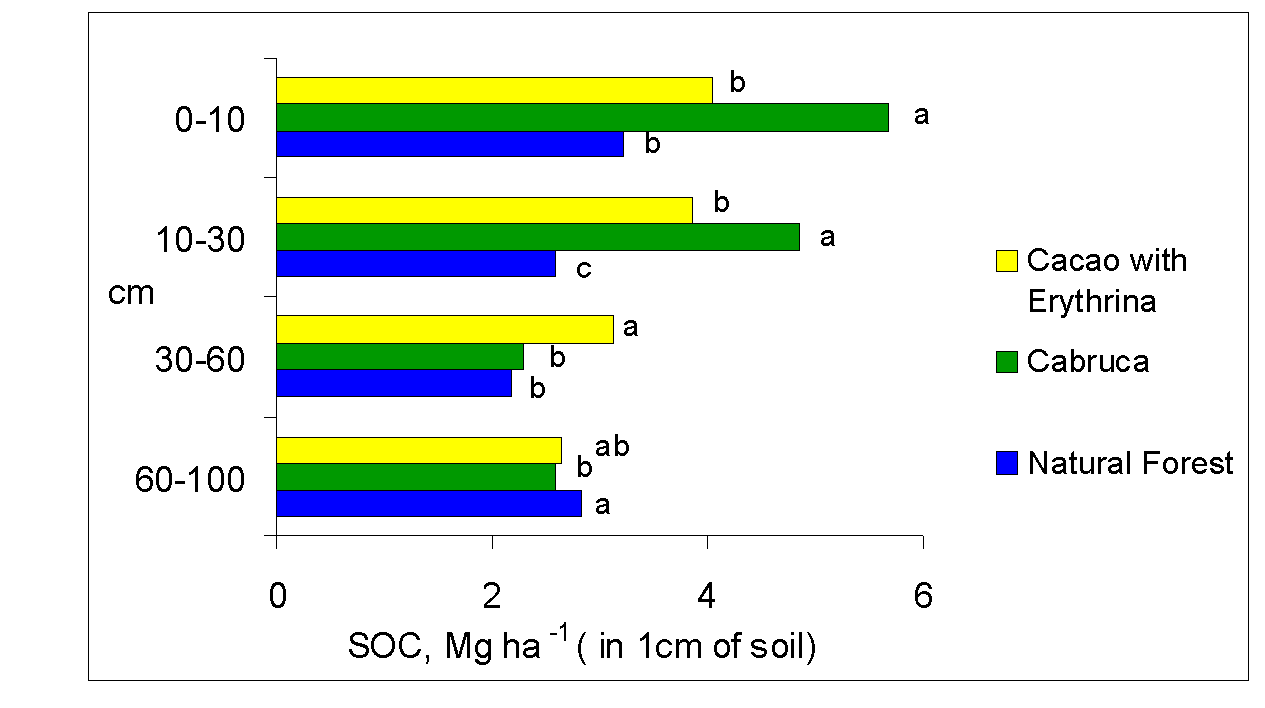 b
0-10
a
b
b
10-30
a
c
cm
a
30-60
b
b
ab
60-100
b
a
Cacao with
Erythrina
Cabruca
Natural Forest
0 2 4 6
SOC, Mg ha -1 ( in 1cm of soil)